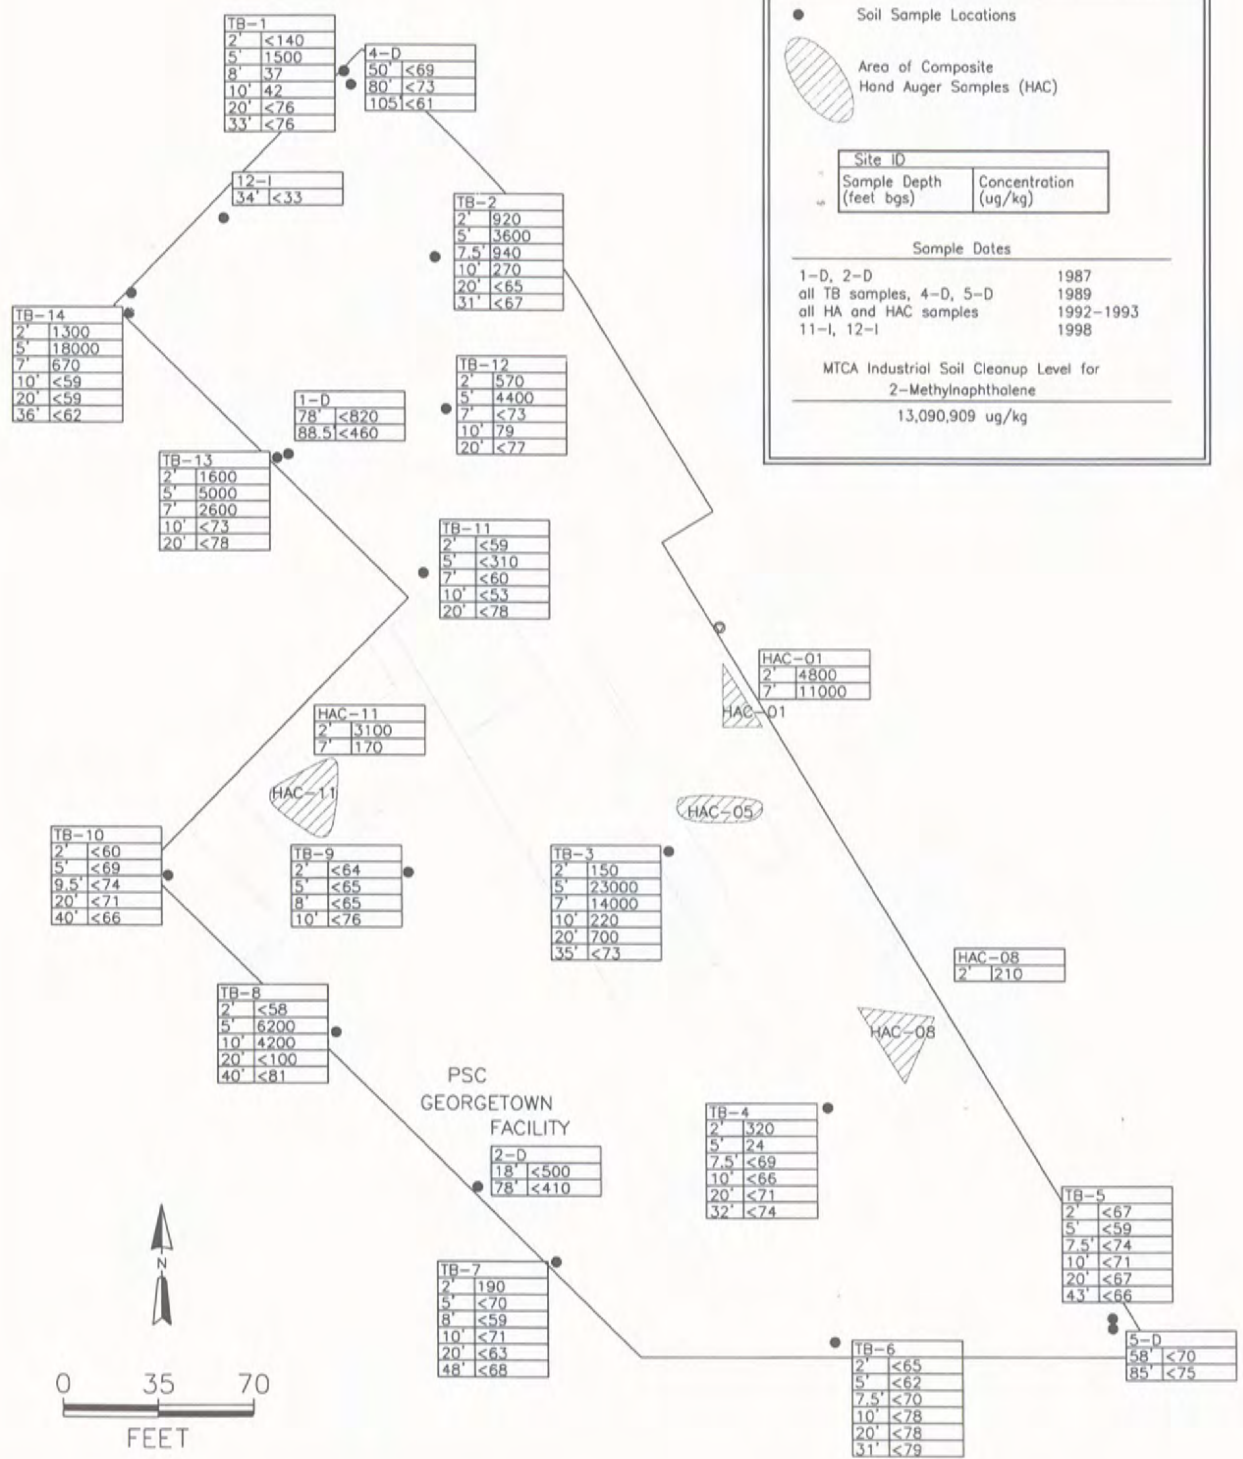 Soil Sample Locations
Area of Composite
Hand Auger Samples (HAC)
Site ID
Sample Depth (feet bgs) Concentration (ug/kg)
Sample Dates
1-D, 2-D 1987
all TB samples, 4-D, 5-D 1989
all HA and HAC samples 1992-1993
11-I, 12-I 1998
MTCA Industrial Soil Cleanup Level for
2-Methylnaphthalene
13,090,909 ug/kg
TB-1
2' <140
5' 1500
8' 37
10' 42
20' <76
33' <76
4-D
50' <69
80' <73
105' <61
12-I
34' <33
TB-2
2' 920
5' 3600
7.5' 940
10' 270
20' <65
31' <67
TB-14
2' 1300
5' 18000
7' 670
10' <59
20' <59
36' <62
TB-12
2' 570
5' 4400
7' <73
10' 79
20' <77
1-D
78' <820
88.5' <460
TB-13
2' 1600
5' 5000
7' 2600
10' <73
20' <78
TB-11
2' <59
5' <310
7' <60
10' <53
20' <78
HAC-01
2' 4800
7' 11000
HAC-01
HAC-11
2' 3100
7' 170
HAC-11
HAC-05
TB-10
2' <60
5' <69
9.5' <74
20' <71
40' <66
TB-9
2' <64
5' <65
8' <65
10' <76
TB-3
2' 150
5' 23000
7' 14000
10' 220
20' 700
35' <73
HAC-08
2' 210
HAC-08
TB-8
2' <58
5' 6200
10' 4200
20' <100
40' <81
PSC
GEORGETOWN
FACILITY
2-D
18' <500
78' <410
TB-4
2' 320
5' 24
7.5' <69
10' <66
20' <71
32' <74
TB-5
2' <67
5' <59
7.5' <74
10' <71
20' <67
43' <66
TB-7
2' 190
5' <70
8' <59
10' <71
20' <63
48' <68
5-D
58' <70
85' <75
TB-6
2' <65
5' <62
7.5' <70
10' <78
20' <78
31' <79
N
0 35 70
FEET